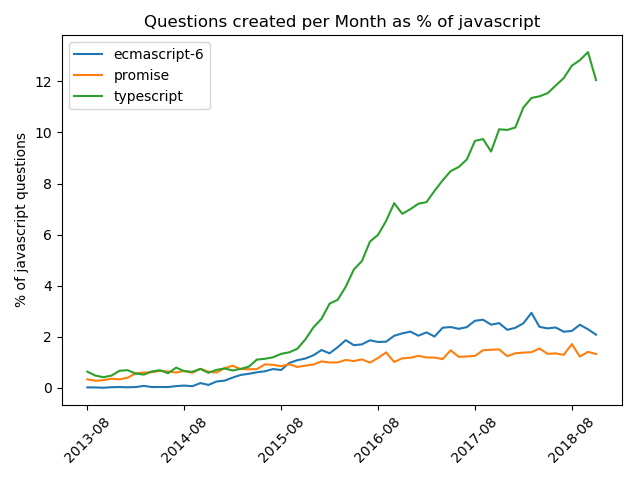 Questions created per Month as % of javascript
ecmascript-6
promise
typescript
% of javascript questions
12
10
8
6
4
2
0
2013-08
2014-08
2015-08
2016-08
2017-08
2018-08